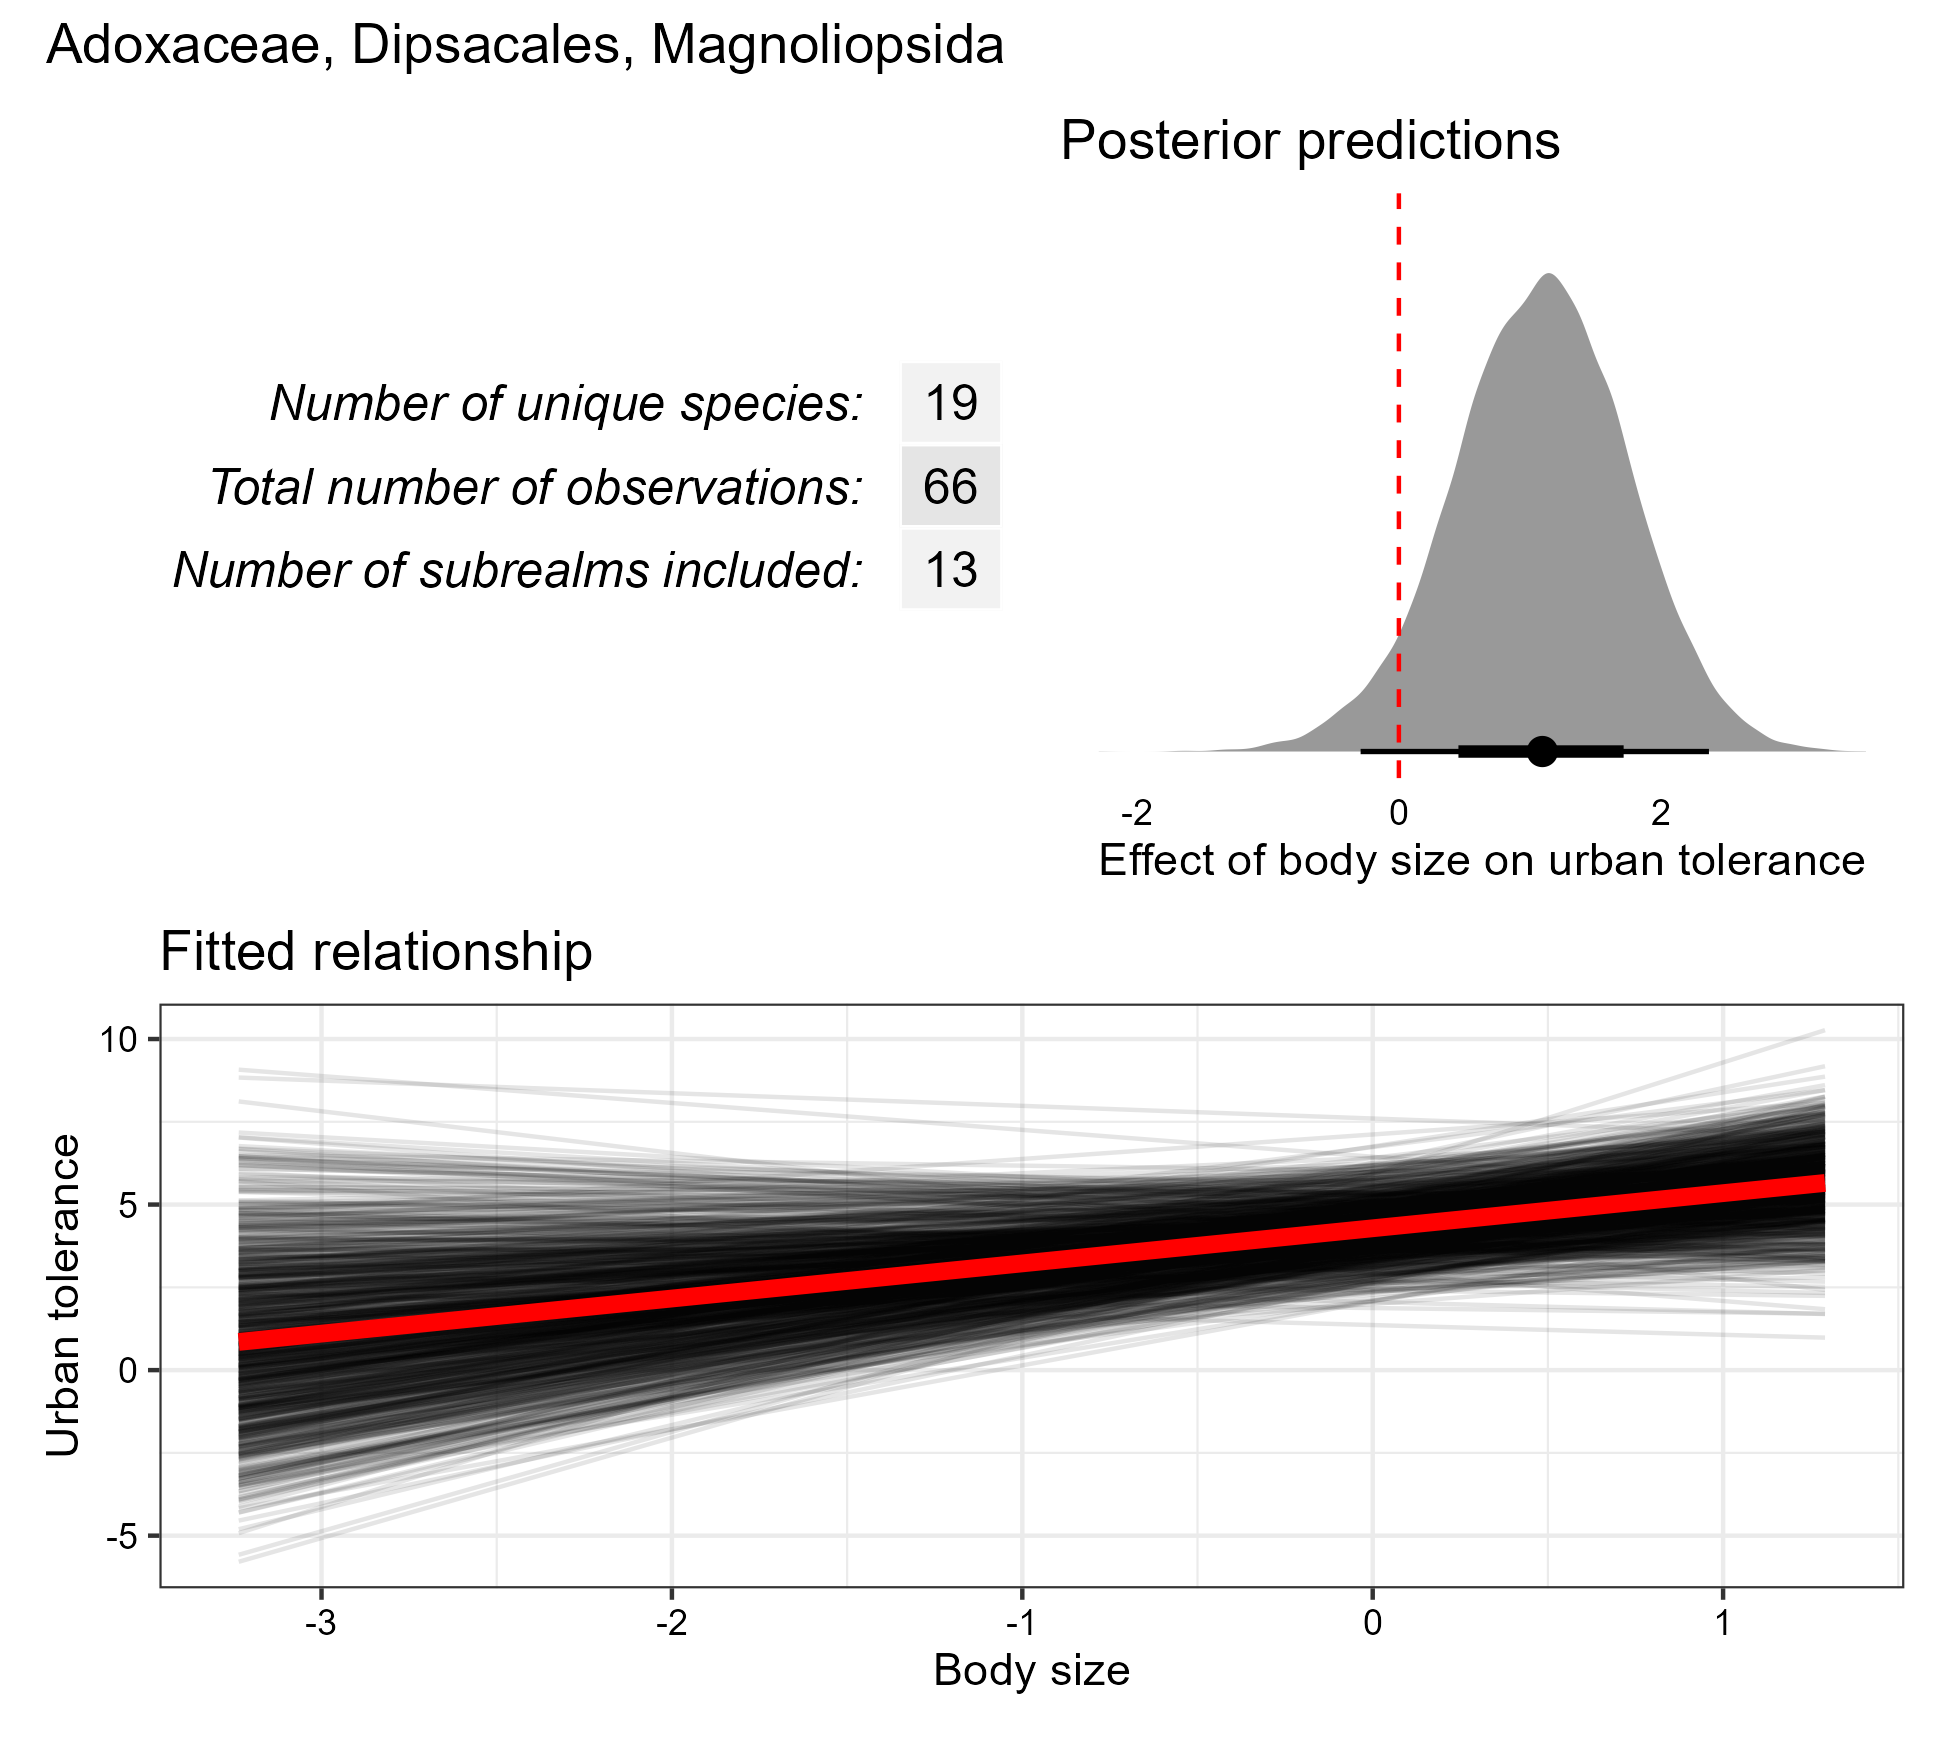 Adoxaceae, Dipsacales, Magnoliopsida
Posterior predictions
Number of unique species: 19
Total number of observations: 66
Number of subrealms included: 13
-2 0 2
Effect of body size on urban tolerance
Fitted relationship
10
5
0
-5
Urban tolerance
-3 -2 -1 0 1
Body size